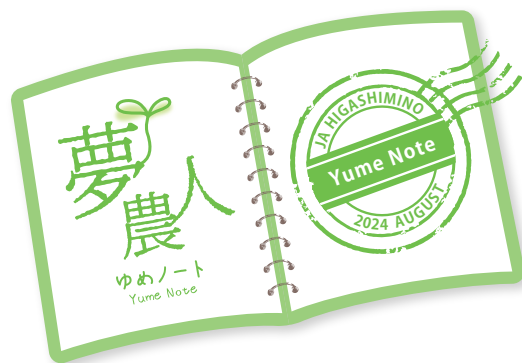 夢農人
ゆめノート
Yume Note
JA HIGASHIMINO
Yume Note
2024 AUGUST